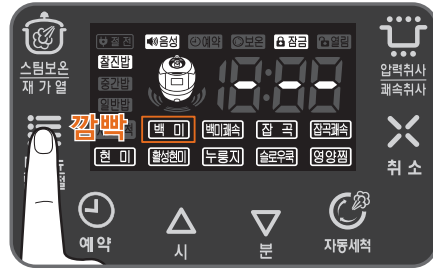 절전 음성 예약 보온 잠금 열림
스팀보온
재가열
찰진밥
중간밥
일반밥
압력취사
쾌속취사
깜빡
백미 백미쾌속 잡곡 잡곡쾌속
현미 활성현미 누룽지 슬로우쿡 영양찜
취소
예약
시
분
자동세척